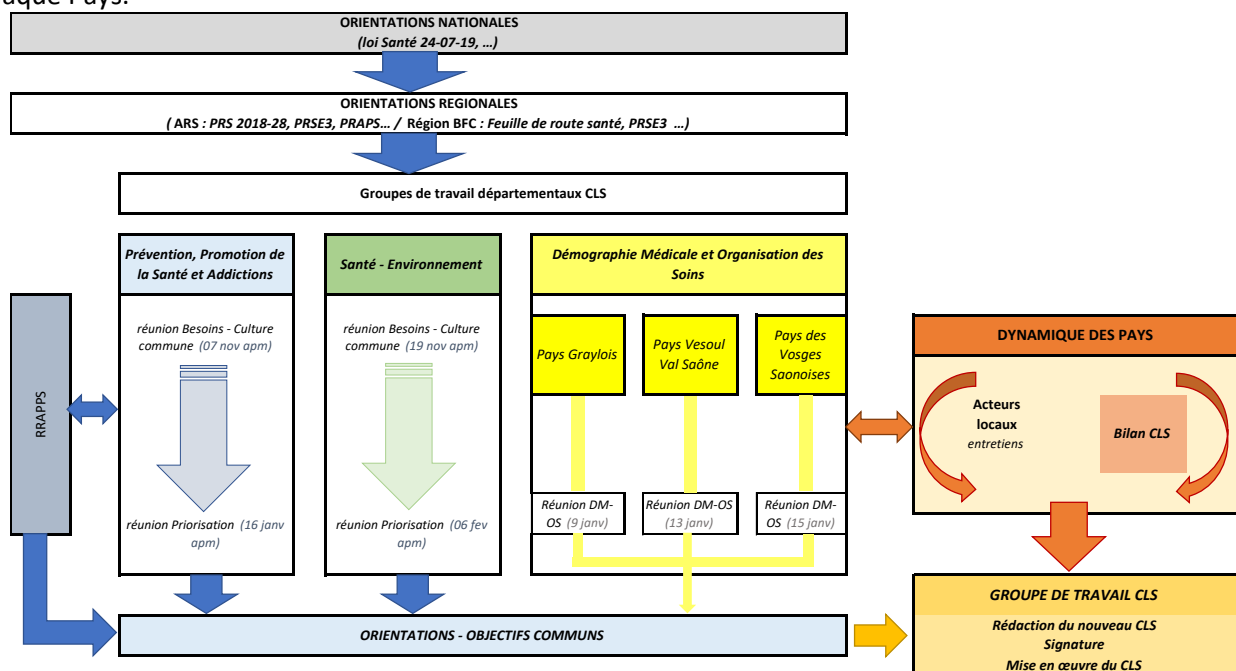 aque Pays.
ORIENTATIONS NATIONALES
(loi Santé 24-07-19, …)
ORIENTATIONS REGIONALES
( ARS : PRS 2018-28, PRSE3, PRAPS… / Région BFC : Feuille de route santé, PRSE3 …)
Groupes de travail départementaux CLS
Prévention, Promotion de
la Santé et Addictions
réunion Besoins - Culture
commune (07 nov apm)
réunion Priorisation (16 janv
apm)
Santé - Environnement
réunion Besoins - Culture
commune (19 nov apm)
réunion Priorisation (06 fev
apm)
Démographie Médicale et Organisation des
Soins
Pays Graylois
Pays Vesoul
Val Saône
Pays des
Vosges
Saonoises
Réunion DM-
OS (9 janv)
Réunion DM-OS
(13 janv)
Réunion DM-
OS (15 janv)
RRAPPS
DYNAMIQUE DES PAYS
Acteurs
locaux
entretiens
Bilan CLS
ORIENTATIONS - OBJECTIFS COMMUNS
GROUPE DE TRAVAIL CLS
Rédaction du nouveau CLS
Signature
Mise en œuvre du CLS